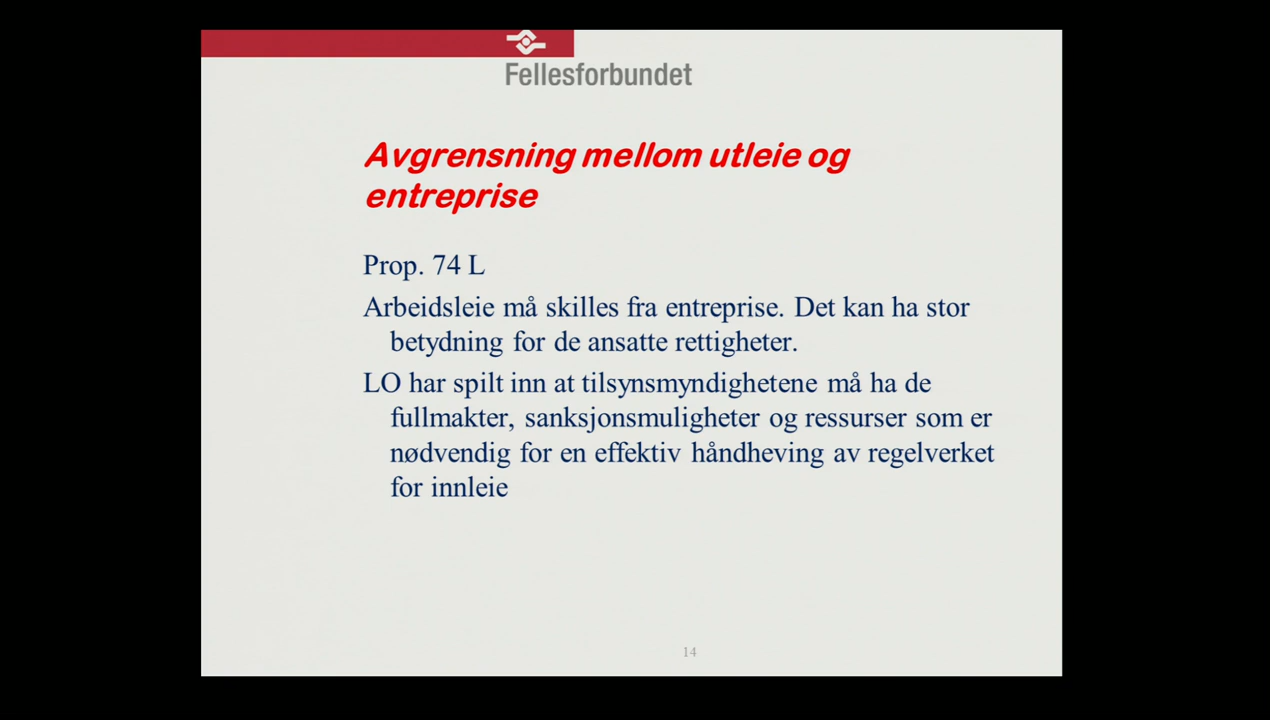 Fellesforbundet
Avgrensning mellom utleie og
entreprise
Prop. 74 L
Arbeidsleie må skilles fra entreprise. Det kan ha stor
betydning for de ansatte rettigheter.
LO har spilt inn at tilsynsmyndighetene må ha de
fullmakter, sanksjonsmuligheter og ressurser som er
nødvendig for en effektiv håndheving av regelverket
for innleie
14